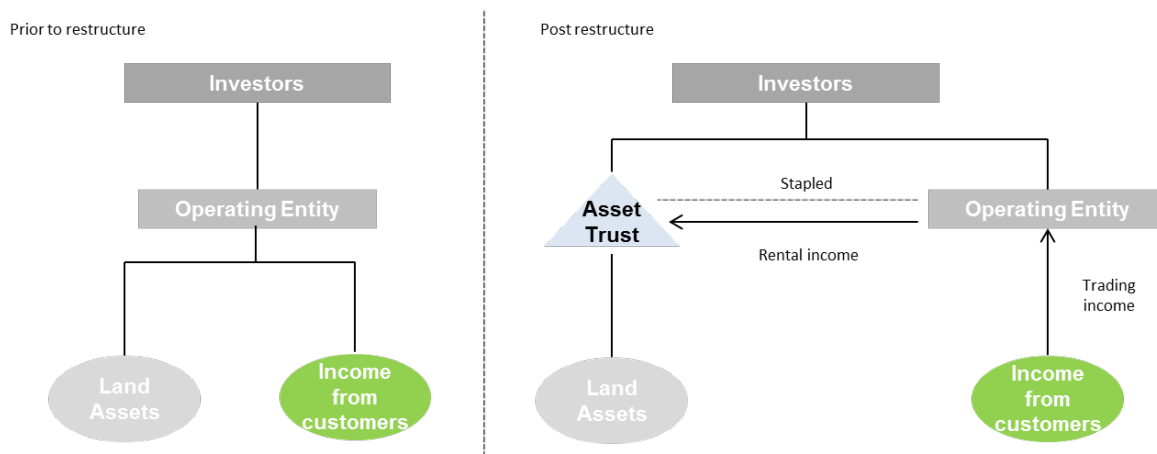 Prior to restructure
Investors
Operating Entity
Land
Assets
Income
from
customers
Post restructure
Investors
Stapled
Asset
Trust
Operating Entity
Rental income
Trading
income
Land
Assets
Income
from
customers